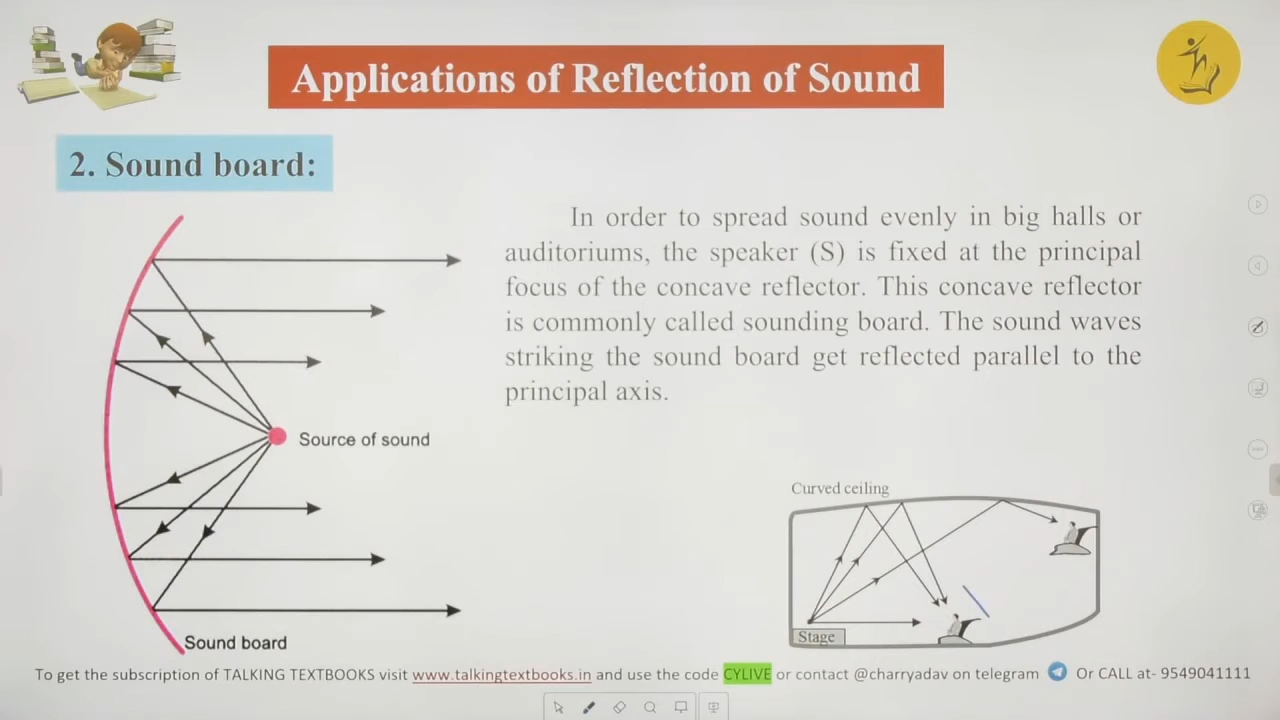 Applications of Reflection of Sound
2. Sound board:
In order to spread sound evenly in big halls or
auditoriums, the speaker (S) is fixed at the principal
focus of the concave reflector. This concave reflector
is commonly called sounding board. The sound waves
striking the sound board get reflected parallel to the
principal axis.
Source of sound
Sound board
Curved ceiling
Stage
To get the subscription of TALKING TEXTBOOKS visit www.talkingtextbooks.in and use the code CYLIVE or contact @charryadav on telegram Or CALL at- 9549041111